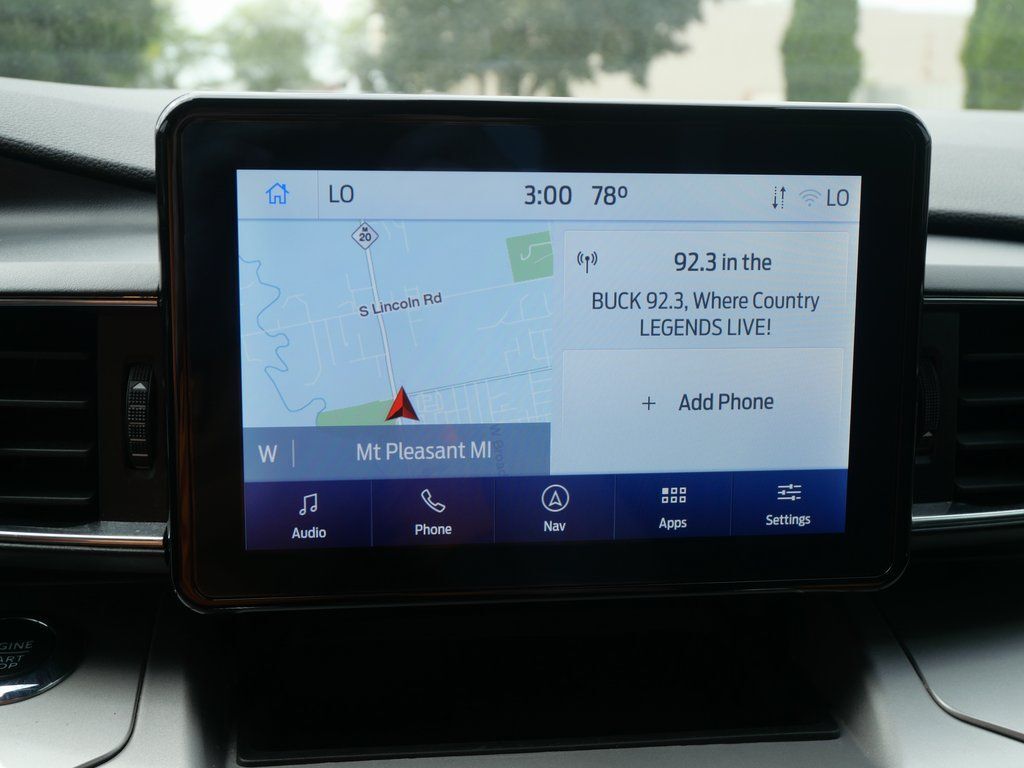 LO 3:00 78º LO
M
20
S Lincoln Rd
92.3 in the
BUCK 92.3, Where Country
LEGENDS LIVE!
+ Add Phone
W | Mt Pleasant MI
Audio Phone Nav Apps Settings